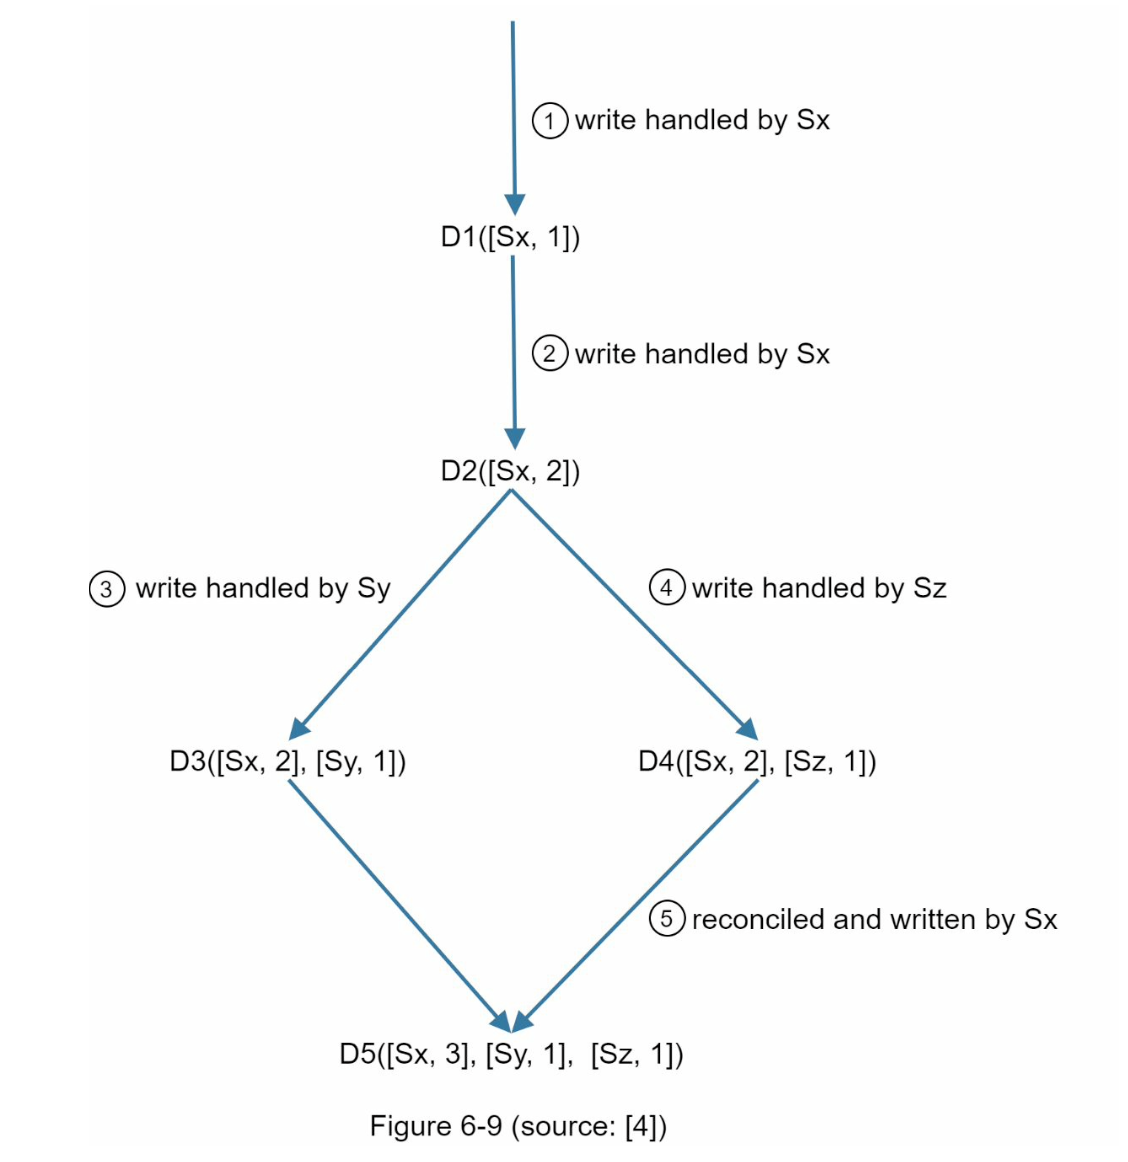 1 write handled by Sx
D1([Sx, 1])
2 write handled by Sx
D2([Sx, 2])
3 write handled by Sy
4 write handled by Sz
D3([Sx, 2], [Sy, 1])
D4([Sx, 2], [Sz, 1])
5 reconciled and written by Sx
D5([Sx, 3], [Sy, 1], [Sz, 1])
Figure 6-9 (source: [4])